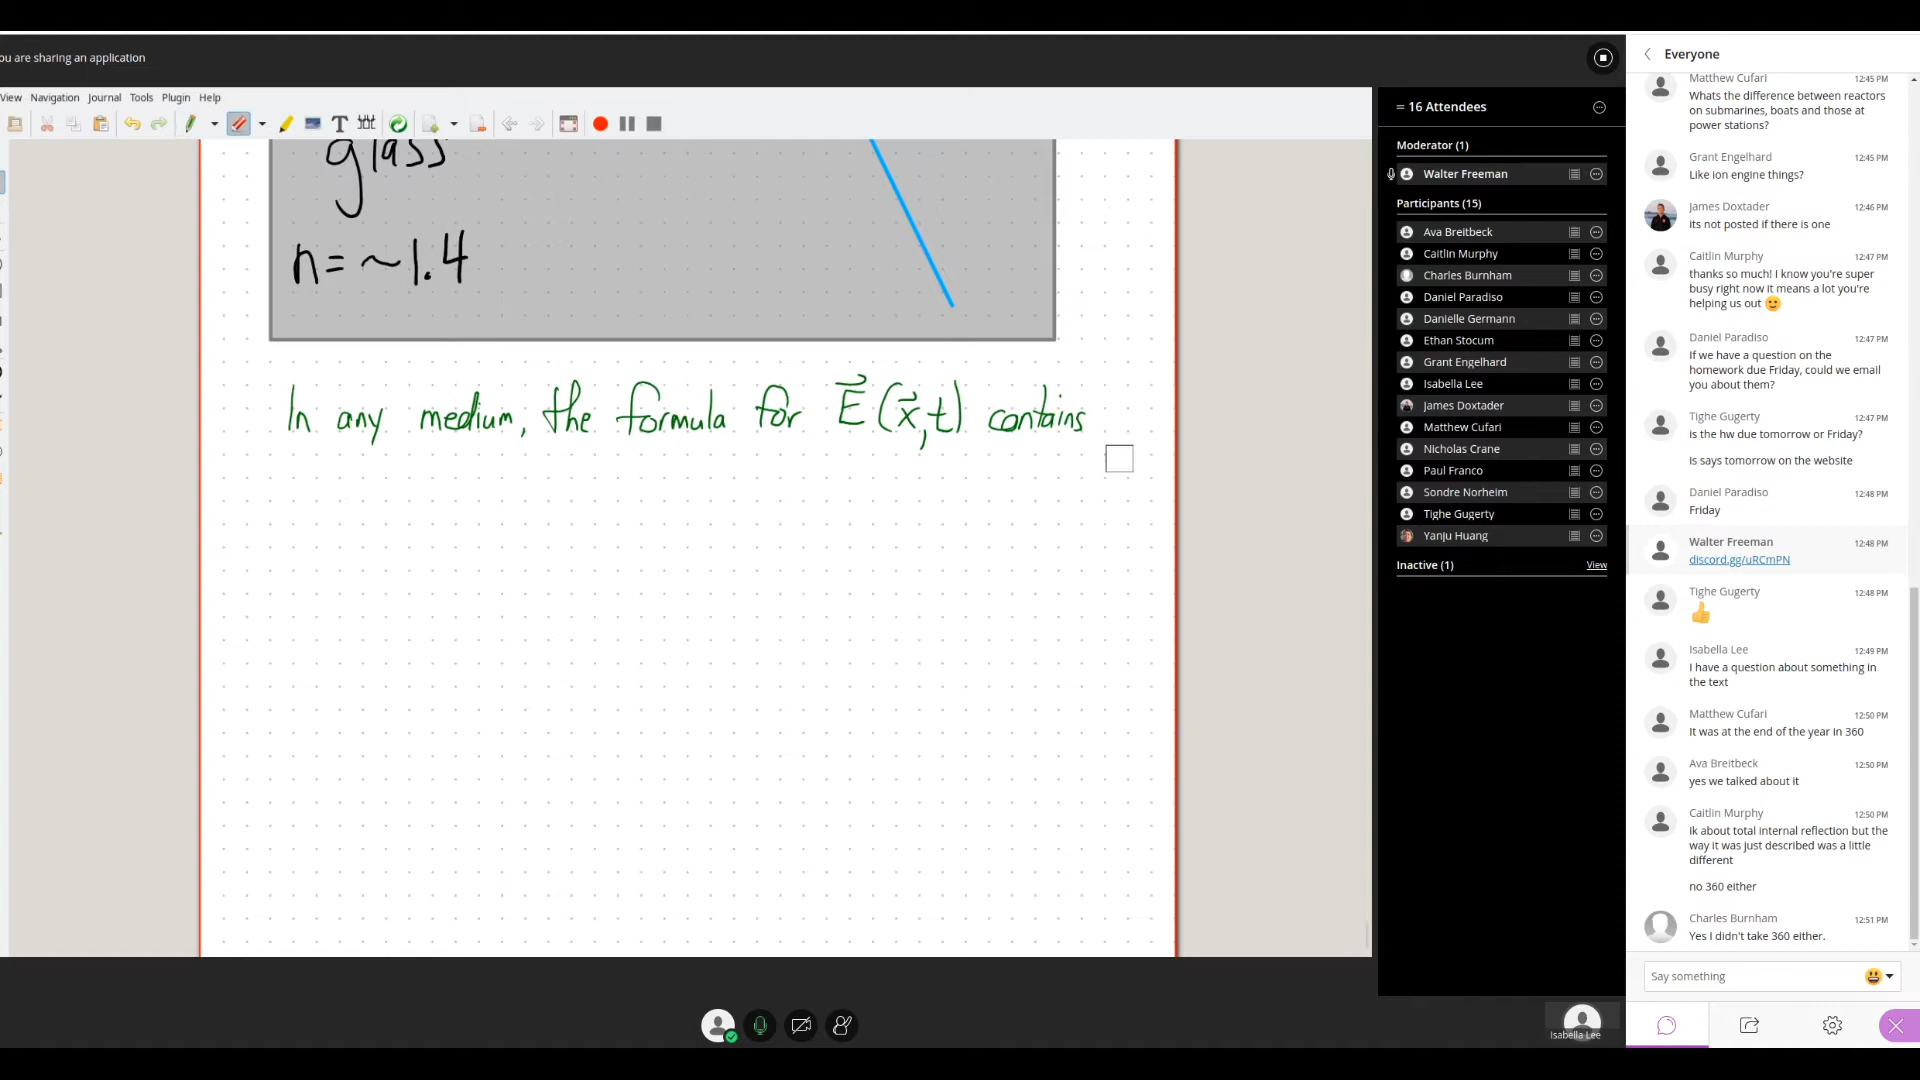 ou are sharing an application
View Navigation Journal Tools Plugin Help
glass
n= ~1.4
In any medium, the formula for E⃗(x⃗,t) contains
16 Attendees
Moderator (1)
Walter Freeman
Participants (15)
Ava Breitbeck
Caitlin Murphy
Charles Burnham
Daniel Paradiso
Danielle Germann
Ethan Stocum
Grant Engelhard
Isabella Lee
James Doxtader
Matthew Cufari
Nicholas Crane
Paul Franco
Sondre Norheim
Tighe Gugerty
Yanju Huang
Inactive (1) View
Isabella Lee
Everyone
Matthew Cufari 12:45 PM
Whats the difference between reactors
on submarines, boats and those at
power stations?
Grant Engelhard 12:45 PM
Like ion engine things?
James Doxtader 12:46 PM
its not posted if there is one
Caitlin Murphy 12:47 PM
thanks so much! I know you're super
busy right now it means a lot you're
helping us out 🙂
Daniel Paradiso 12:47 PM
If we have a question on the
homework due Friday, could we email
you about them?
Tighe Gugerty 12:47 PM
is the hw due tomorrow or Friday?
is says tomorrow on the website
Daniel Paradiso 12:48 PM
Friday
Walter Freeman 12:48 PM
discord.gg/uRCmPN
Tighe Gugerty 12:48 PM
👍
Isabella Lee 12:49 PM
I have a question about something in
the text
Matthew Cufari 12:50 PM
It was at the end of the year in 360
Ava Breitbeck 12:50 PM
yes we talked about it
Caitlin Murphy 12:50 PM
Ik about total internal reflection but the
way it was just described was a little
different
no 360 either
Charles Burnham 12:51 PM
Yes I didn't take 360 either.
Say something